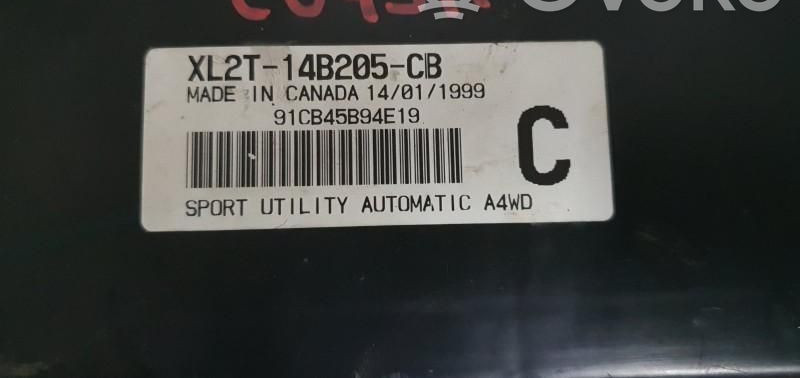 XL2T-14B205-CB
MADE IN CANADA 14/01/1999
91CB45B94E19
C
SPORT UTILITY AUTOMATIC A4WD